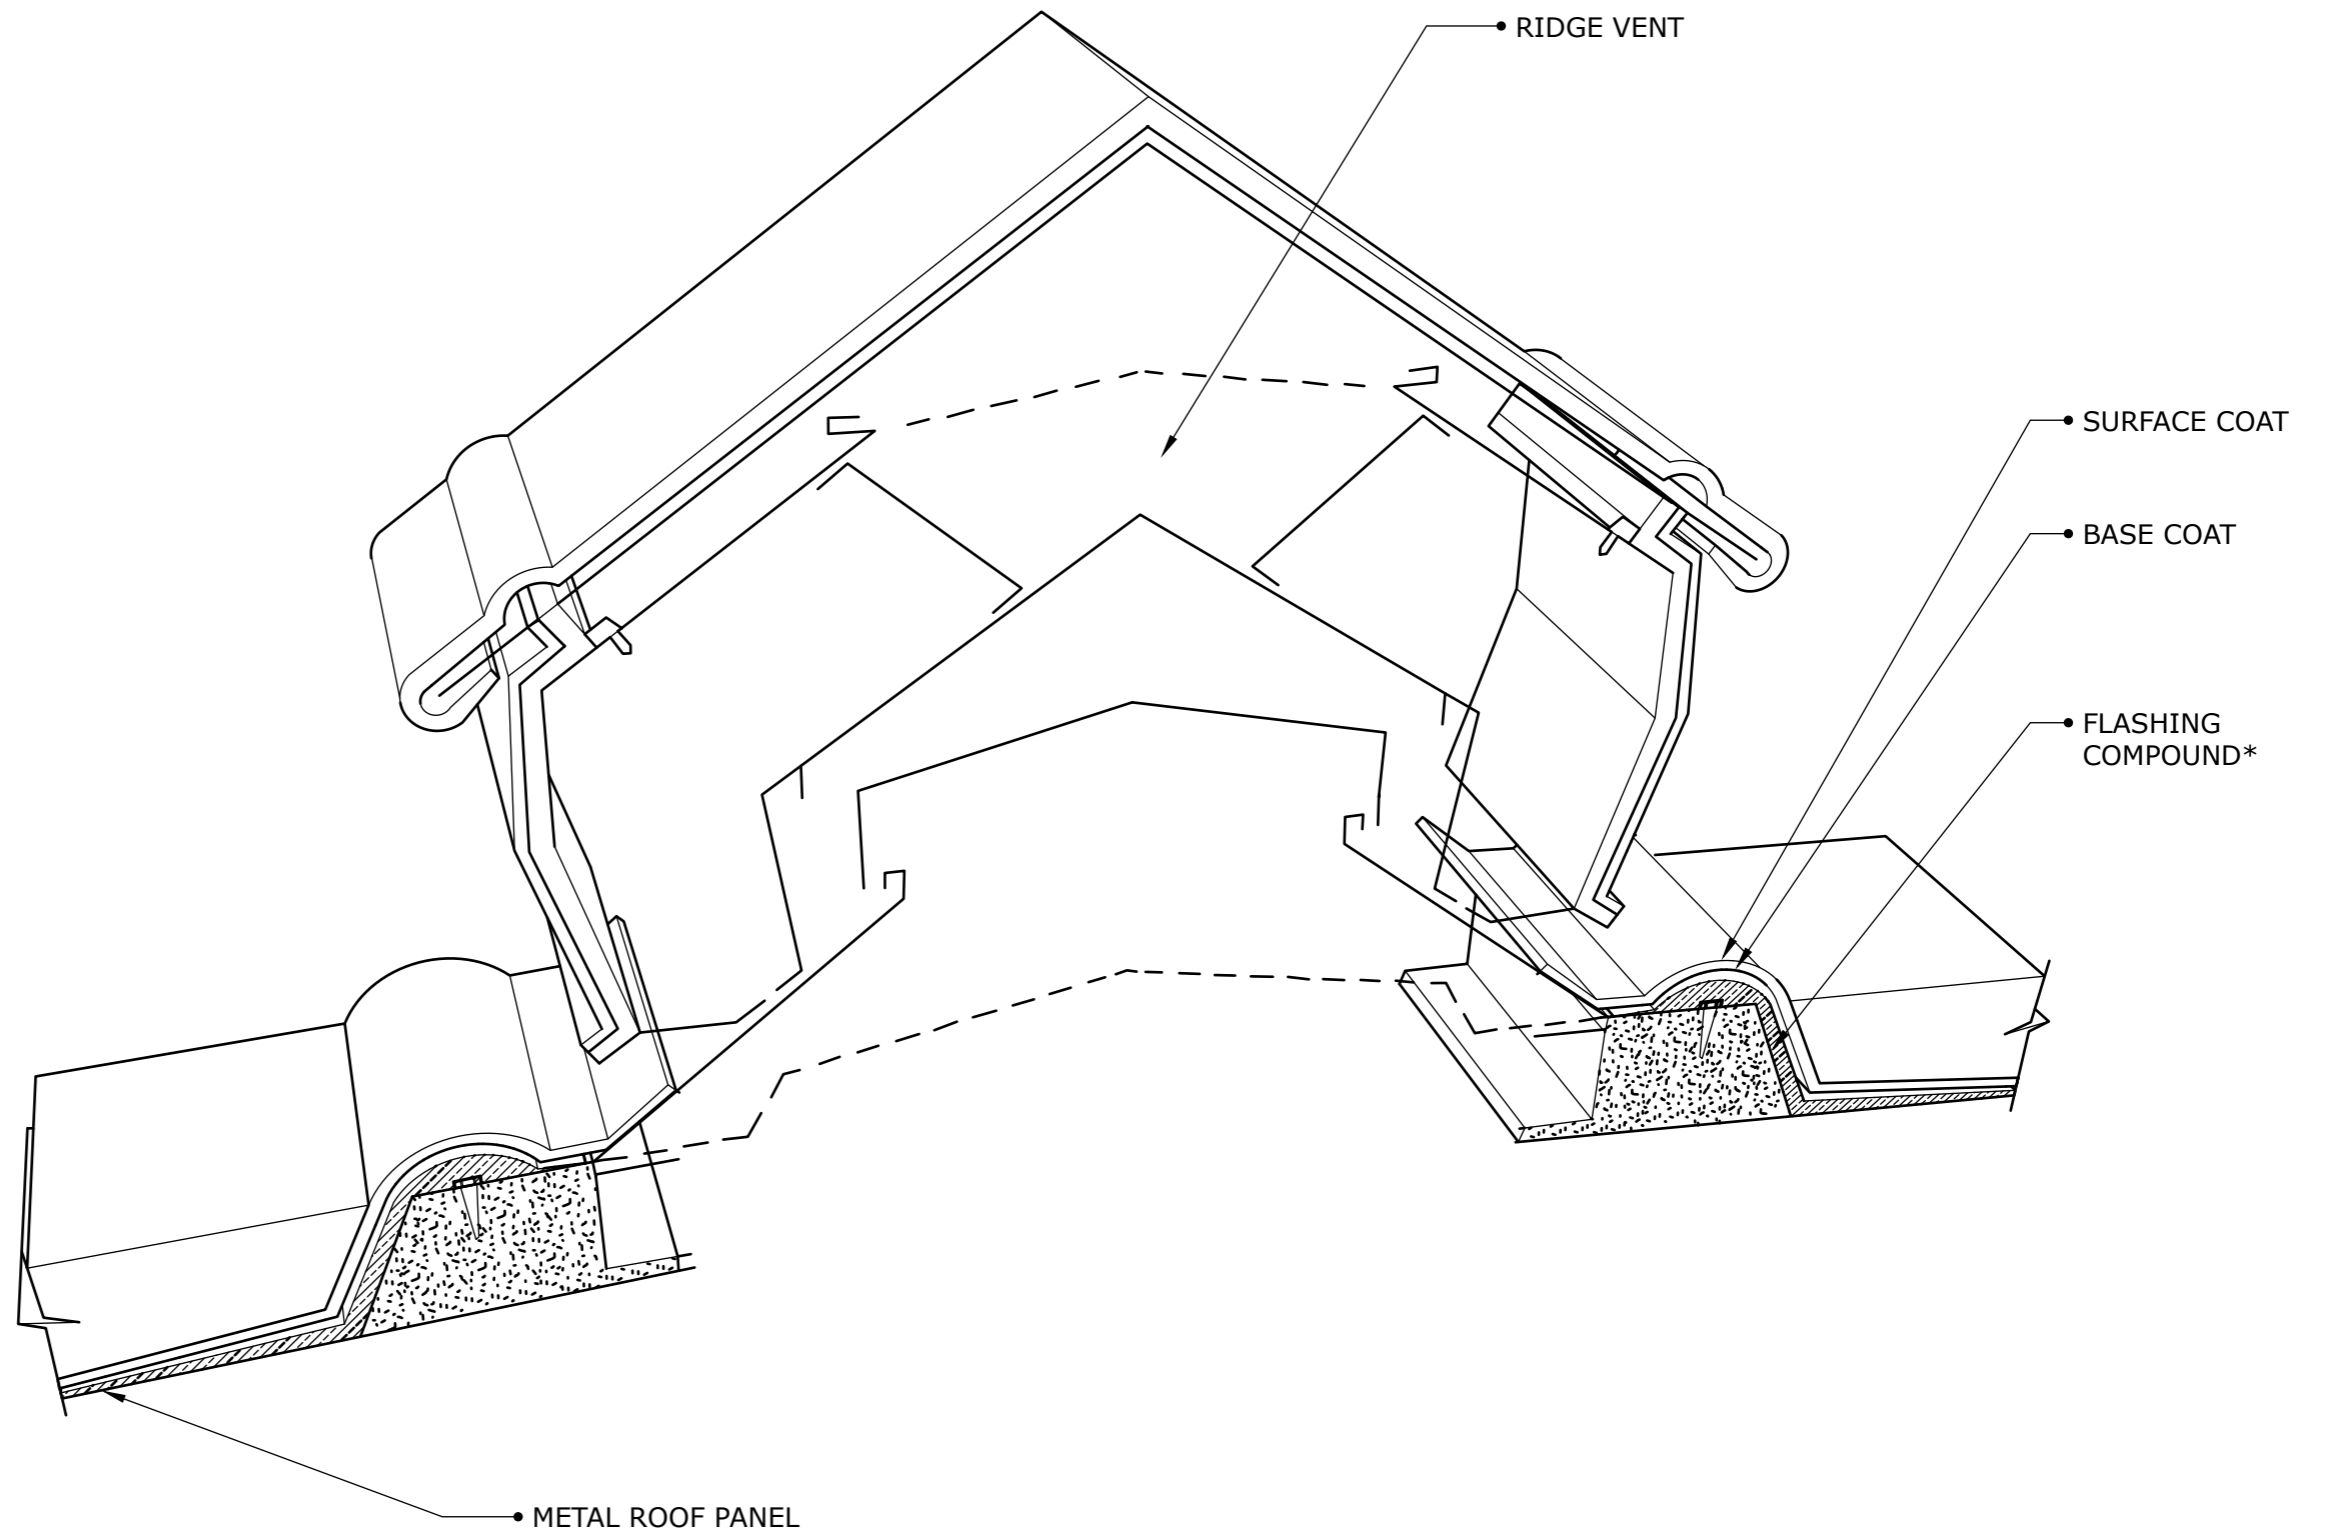 RIDGE VENT
SURFACE COAT
BASE COAT
FLASHING
COMPOUND*
METAL ROOF PANEL